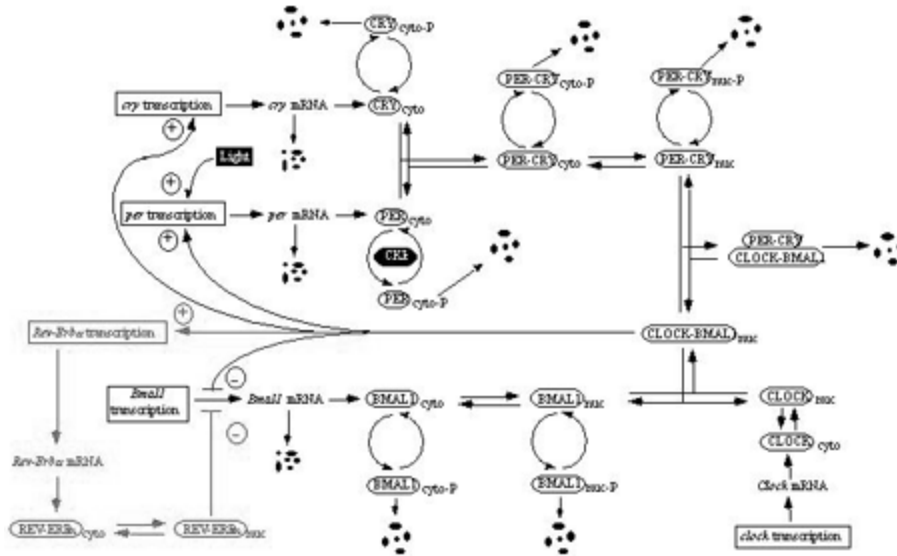 CRY cyto-P
PER-CRY cyto-P
PER-CRY nuc-P
cry transcription
cry mRNA
CRY cyto
+
Light
PER-CRY cyto
PER-CRY nuc
+
per transcription
per mRNA
PER cyto
+
PER-CRY
CLOCK-BMAL1
PER cyto-P
+
Rev-Erbα transcription
CLOCK-BMAL1 nuc
−
Bmal1
transcription
Bmal1 mRNA
BMAL1 cyto
BMAL1 nuc
CLOCK nuc
−
CLOCK cyto
Rev-Erbα mRNA
BMAL1 cyto-P
BMAL1 nuc-P
Clock mRNA
REV-ERBα cyto
REV-ERBα nuc
clock transcription